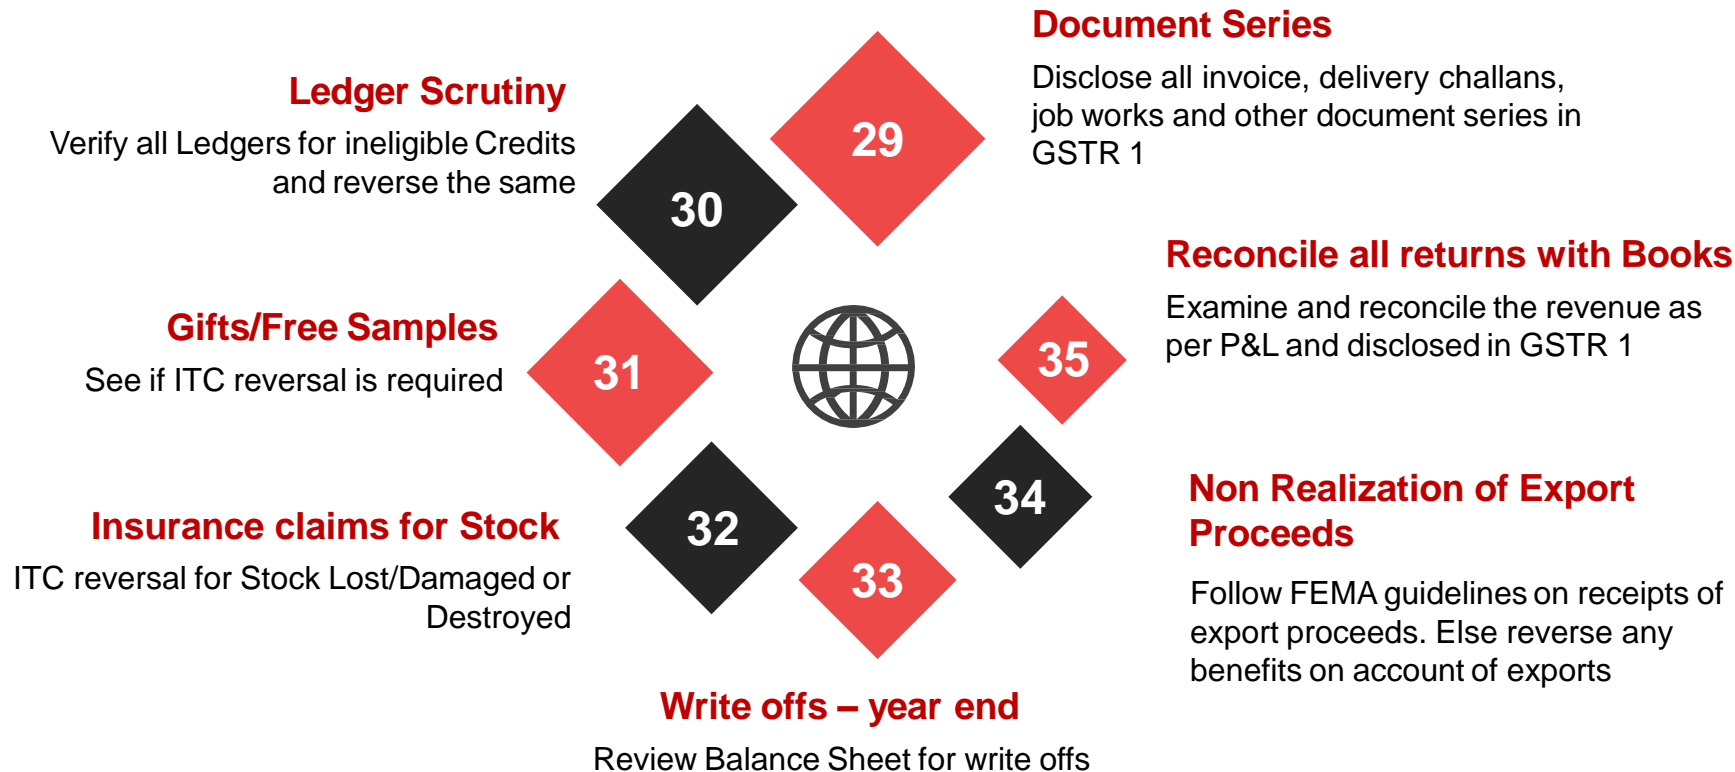 Document Series
Disclose all invoice, delivery challans,
job works and other document series in
GSTR 1
29
Ledger Scrutiny
Verify all Ledgers for ineligible Credits
and reverse the same
30
Gifts/Free Samples
See if ITC reversal is required
31
Insurance claims for Stock
ITC reversal for Stock Lost/Damaged or
Destroyed
32
33
Write offs – year end
Review Balance Sheet for write offs
34
Non Realization of Export
Proceeds
Follow FEMA guidelines on receipts of
export proceeds. Else reverse any
benefits on account of exports
35
Reconcile all returns with Books
Examine and reconcile the revenue as
per P&L and disclosed in GSTR 1